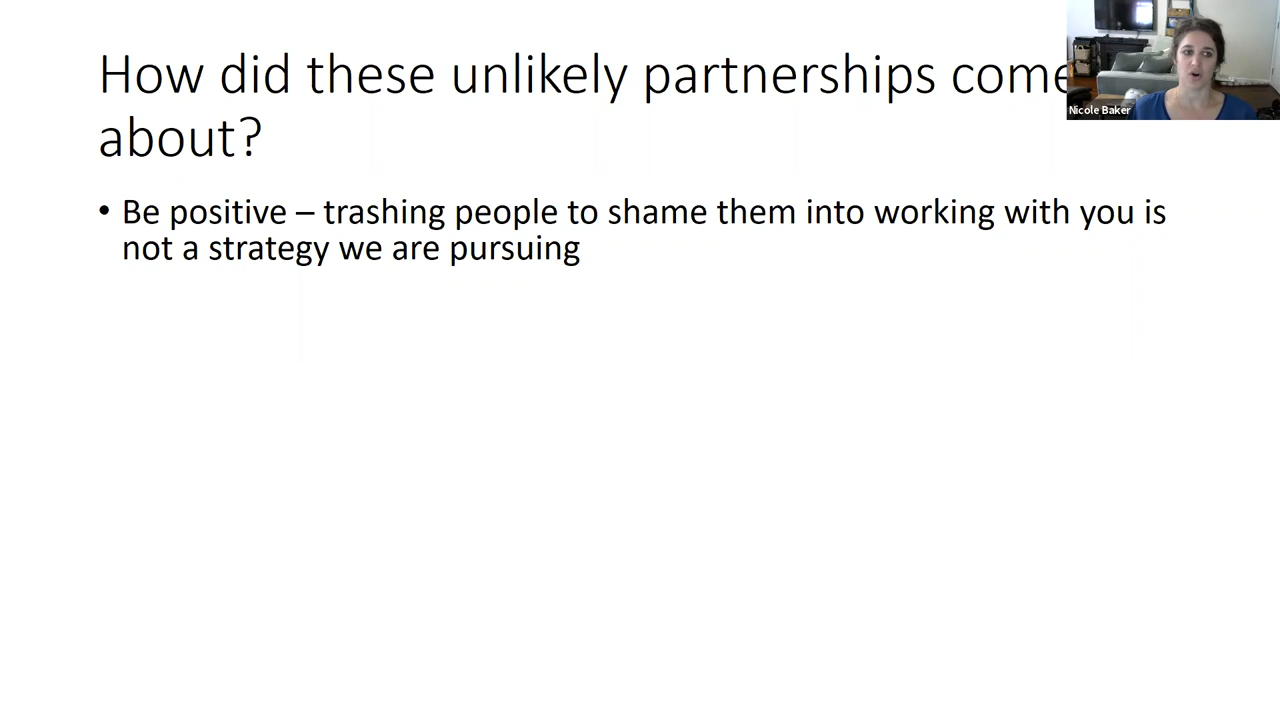 How did these unlikely partnerships come
about?
• Be positive – trashing people to shame them into working with you is
not a strategy we are pursuing
Nicole Baker